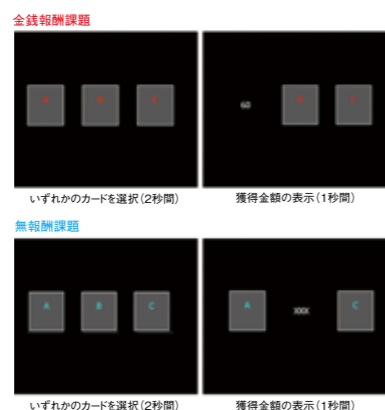 金銭報酬課題
A B C
60 B C
いずれかのカードを選択(2秒間) 獲得金額の表示(1秒間)
無報酬課題
A B C
A XXX C
いずれかのカードを選択(2秒間) 獲得金額の表示(1秒間)